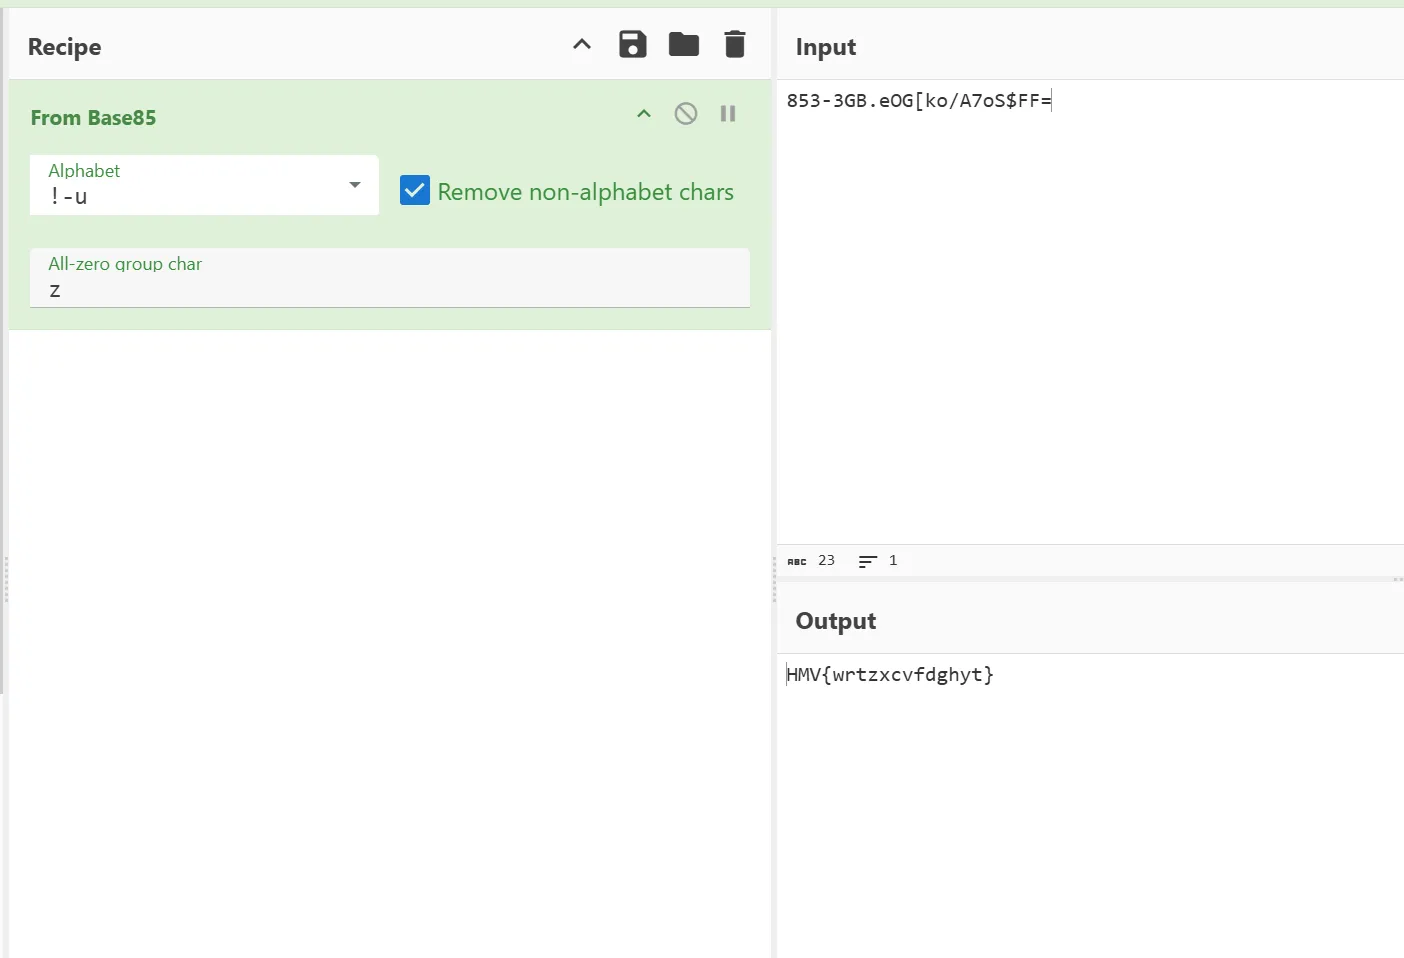 Recipe
From Base85
Alphabet
!-u
Remove non-alphabet chars
All-zero group char
z
Input
853-3GB.eOG[ko/A7oS$FF=
ABC 23 1
Output
HMV{wrtzxcvfdghyt}